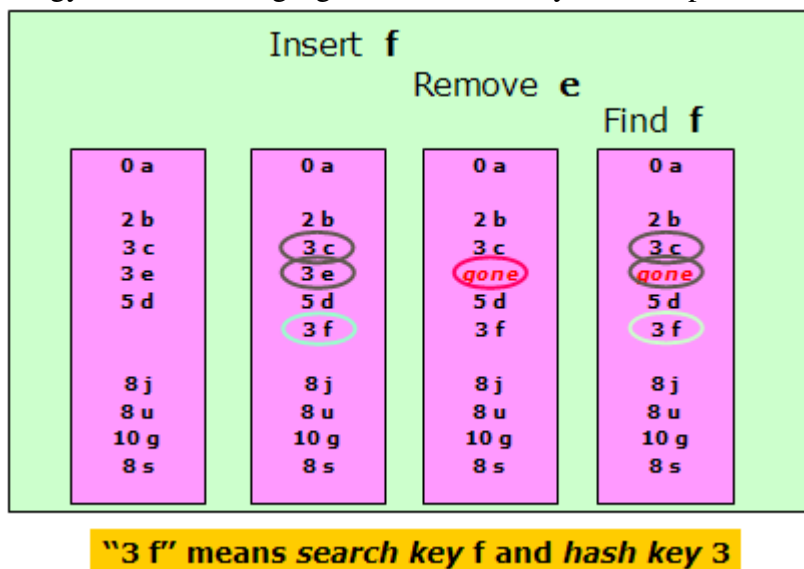 Insert f
Remove e
Find f
0 a
2 b
3 c
3 e
5 d
8 j
8 u
10 g
8 s
0 a
2 b
3 c
3 e
5 d
3 f
8 j
8 u
10 g
8 s
0 a
2 b
3 c
gone
5 d
3 f
8 j
8 u
10 g
8 s
0 a
2 b
3 c
gone
5 d
3 f
8 j
8 u
10 g
8 s
“3 f” means search key f and hash key 3